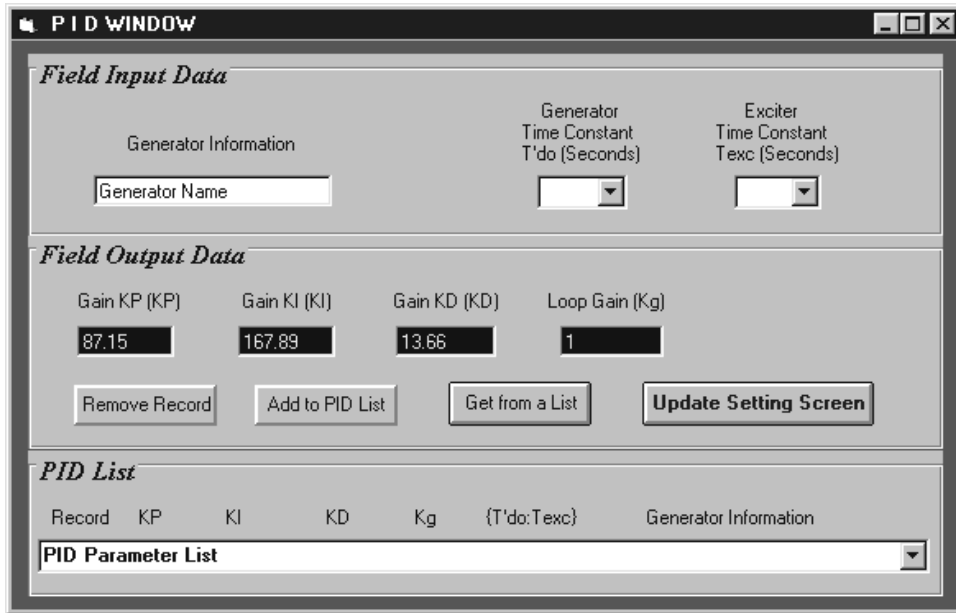 P I D WINDOW
Field Input Data
Generator Information
Generator
Time Constant
T'do (Seconds)
Exciter
Time Constant
Texc (Seconds)
Generator Name
Field Output Data
Gain KP (KP) Gain KI (KI) Gain KD (KD) Loop Gain (Kg)
87.15 167.89 13.66 1
Remove Record Add to PID List Get from a List Update Setting Screen
PID List
Record KP KI KD Kg {T'do:Texc} Generator Information
PID Parameter List